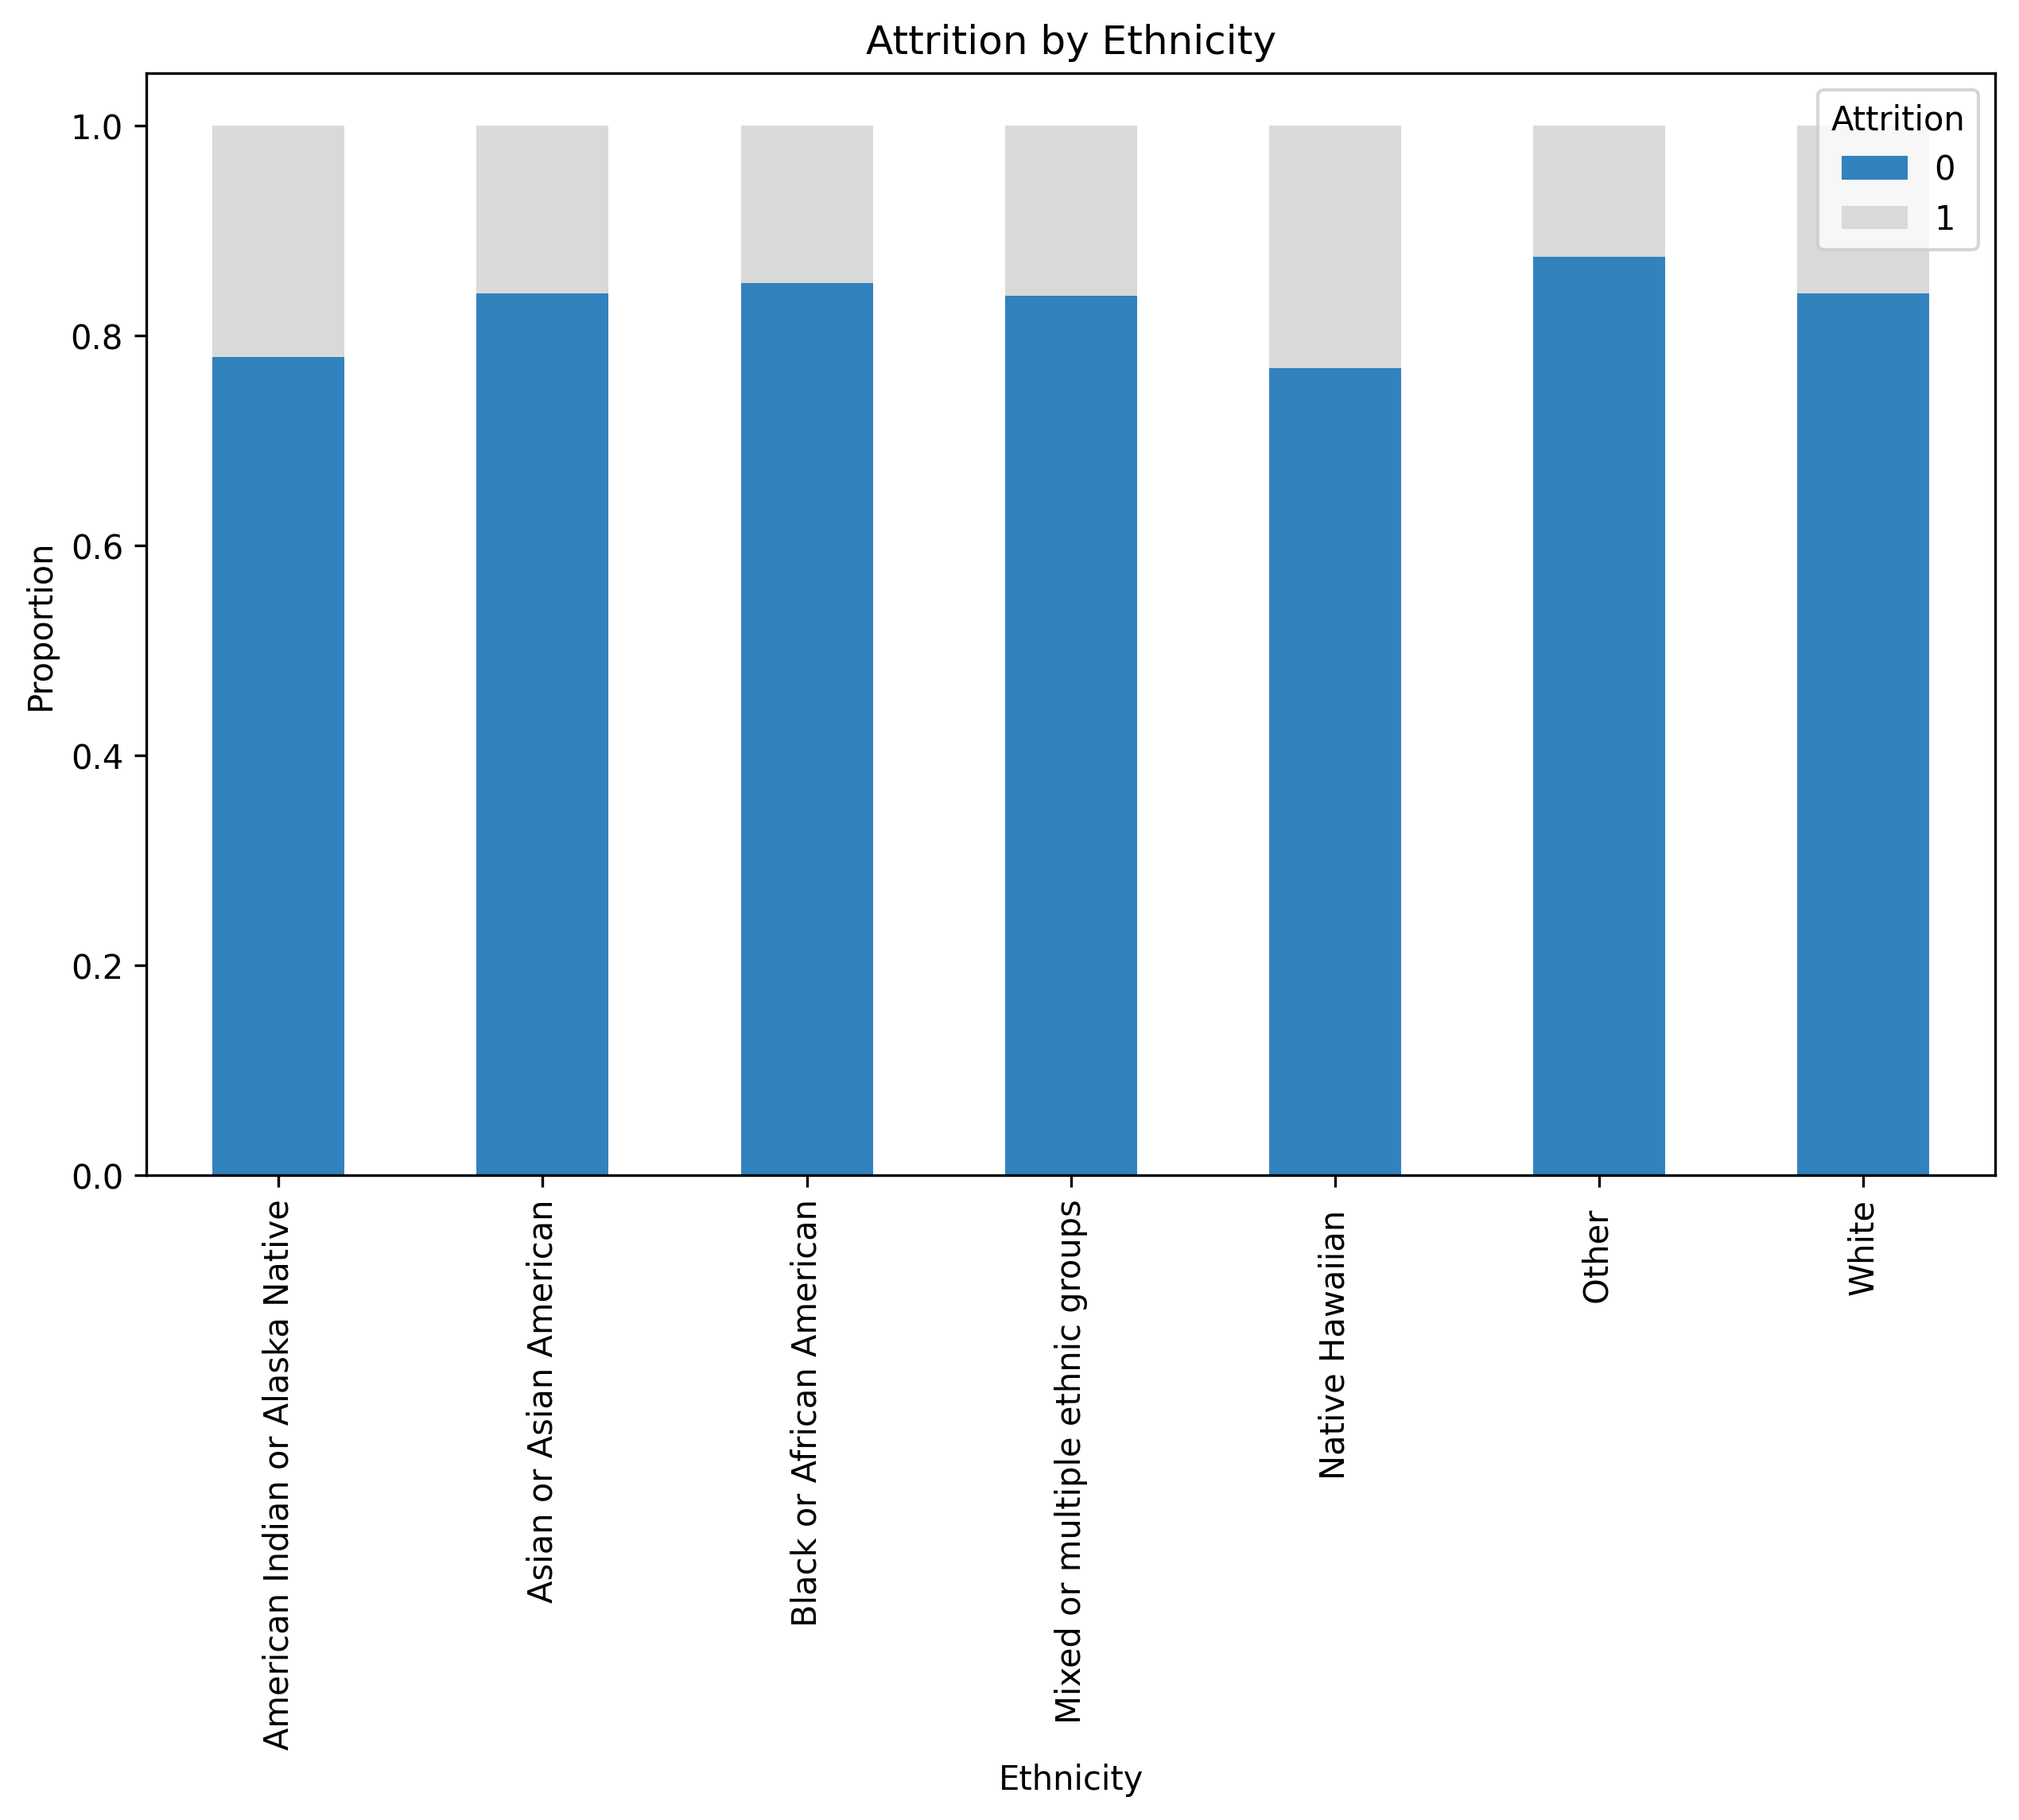 Attrition by Ethnicity
Attrition
0
1
Proportion
1.0
0.8
0.6
0.4
0.2
0.0
American Indian or Alaska Native
Asian or Asian American
Black or African American
Mixed or multiple ethnic groups
Native Hawaiian
Other
White
Ethnicity